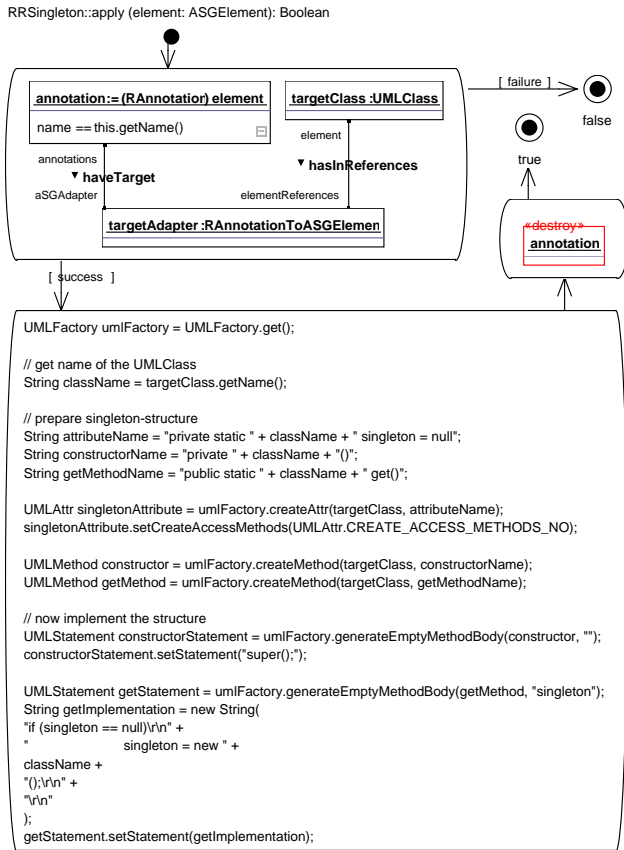 RRSingleton::apply (element: ASGElement): Boolean
annotation:= (RAnnotation) element
name == this.getName()
targetClass :UMLClass
annotations
▼ haveTarget
aSGAdapter
element
▼ hasInReferences
elementReferences
targetAdapter :RAnnotationToASGElemen
[ failure ]
false
true
«destroy»
annotation
[ success ]
UMLFactory umlFactory = UMLFactory.get();
// get name of the UMLClass
String className = targetClass.getName();
// prepare singleton-structure
String attributeName = "private static " + className + " singleton = null";
String constructorName = "private " + className + "()";
String getMethodName = "public static " + className + " get()";
UMLAttr singletonAttribute = umlFactory.createAttr(targetClass, attributeName);
singletonAttribute.setCreateAccessMethods(UMLAttr.CREATE_ACCESS_METHODS_NO);
UMLMethod constructor = umlFactory.createMethod(targetClass, constructorName);
UMLMethod getMethod = umlFactory.createMethod(targetClass, getMethodName);
// now implement the structure
UMLStatement constructorStatement = umlFactory.generateEmptyMethodBody(constructor, "");
constructorStatement.setStatement("super();");
UMLStatement getStatement = umlFactory.generateEmptyMethodBody(getMethod, "singleton");
String getImplementation = new String(
"if (singleton == null)\r\n" +
" singleton = new " +
className +
"();\r\n" +
"\r\n"
);
getStatement.setStatement(getImplementation);